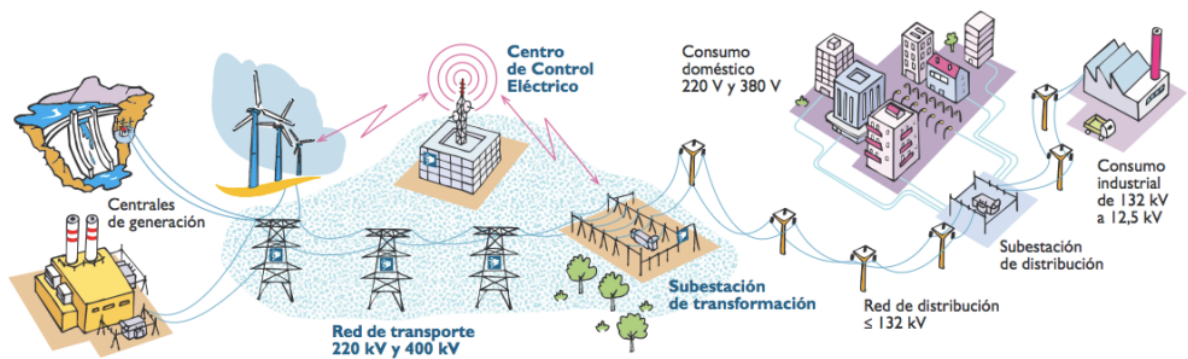 Centrales
de generación
Centro
de Control
Eléctrico
Red de transporte
220 kV y 400 kV
Subestación
de transformación
Consumo
doméstico
220 V y 380 V
Red de distribución
≤ 132 kV
Subestación
de distribución
Consumo
industrial
de 132 kV
a 12,5 kV